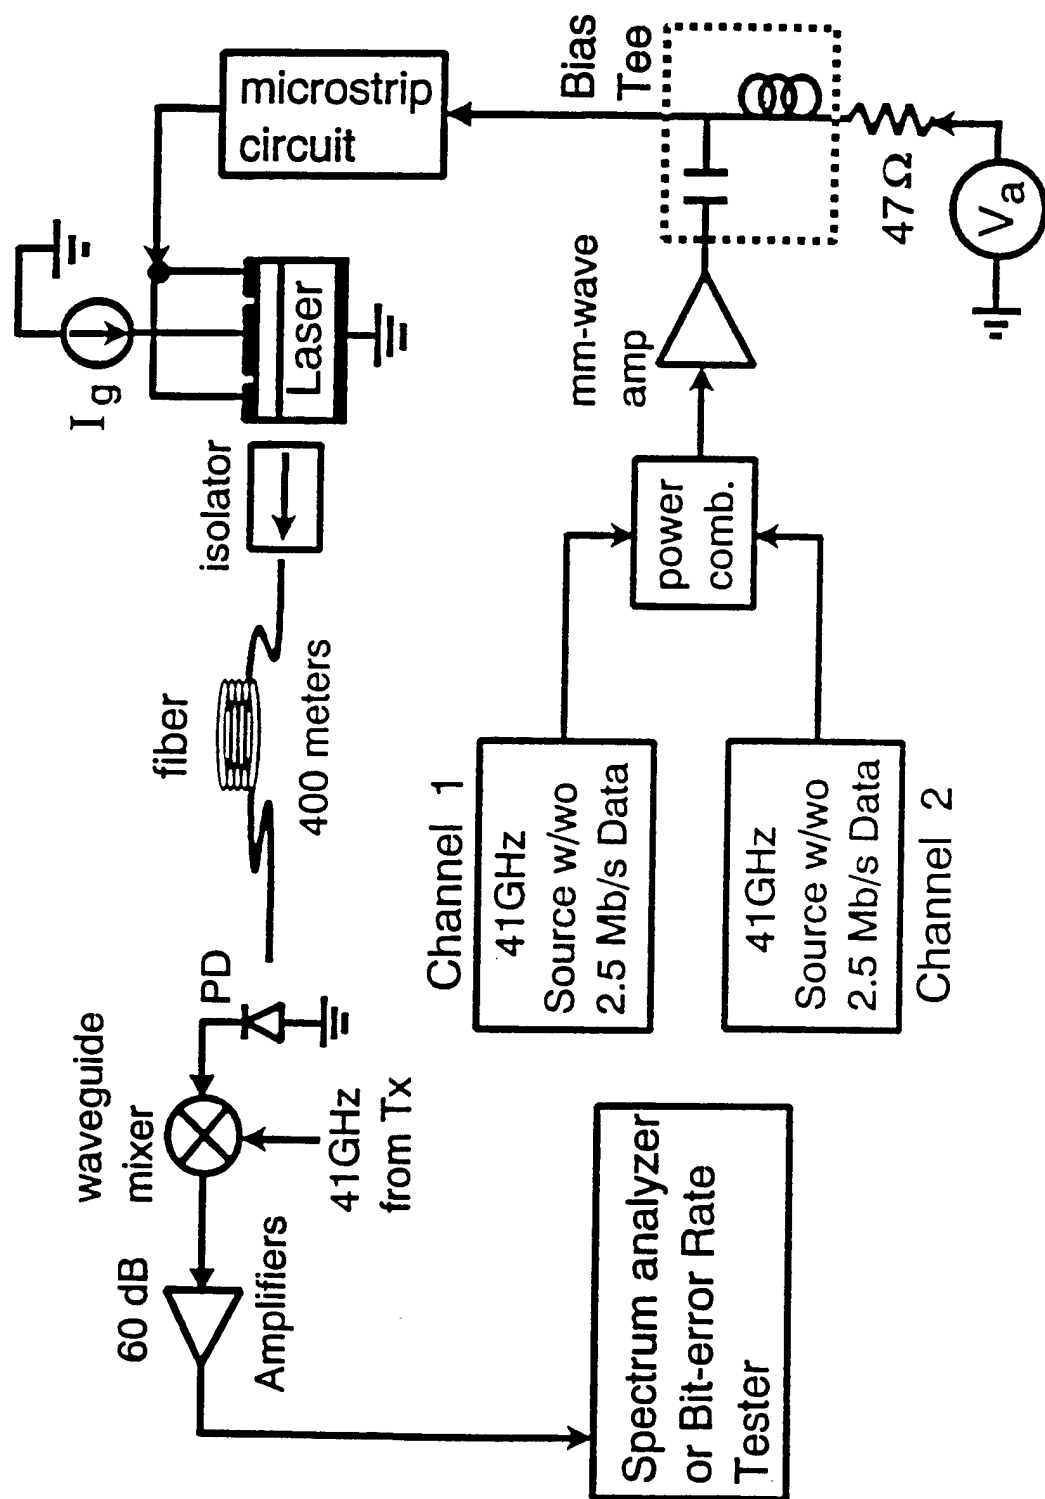 waveguide
mixer
60 dB
Amplifiers
41GHz
from Tx
PD
fiber
400 meters
isolator
I g
Laser
microstrip
circuit
Spectrum analyzer
or Bit-error Rate
Tester
Channel 1
41GHz
Source w/wo
2.5 Mb/s Data
41GHz
Source w/wo
2.5 Mb/s Data
Channel 2
power
comb.
mm-wave
amp
Bias
Tee
47 Ω
Va